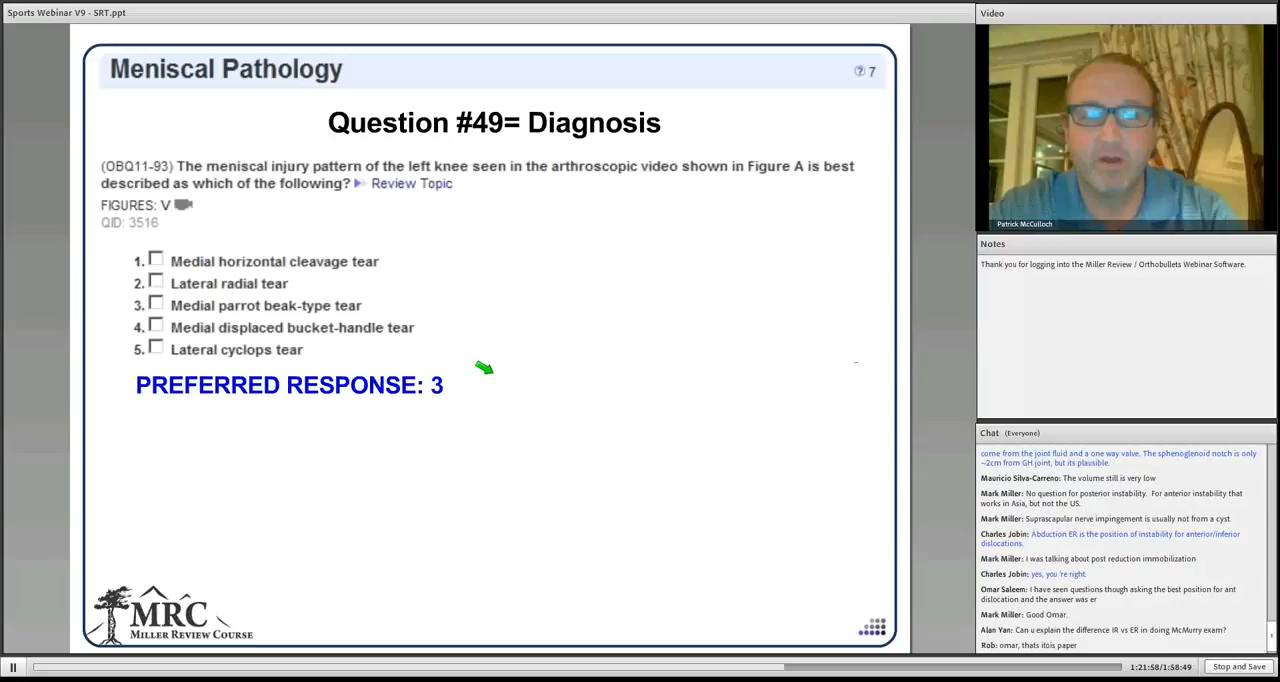 Sports Webinar V9 - SRT.ppt
Meniscal Pathology
7
Question #49= Diagnosis
(OBQ11-93) The meniscal injury pattern of the left knee seen in the arthroscopic video shown in Figure A is best
described as which of the following? Review Topic
FIGURES: V
QID: 3516
1. Medial horizontal cleavage tear
2. Lateral radial tear
3. Medial parrot beak-type tear
4. Medial displaced bucket-handle tear
5. Lateral cyclops tear
PREFERRED RESPONSE: 3
MRC
MILLER REVIEW COURSE
Video
Patrick McCulloch
Notes
Thank you for logging into the Miller Review / Orthobullets Webinar Software.
Chat (Everyone)
come from the joint fluid and a one way valve. The sphenoglenoid notch is only
~2cm from GH joint, but its plausible.
Mauricio Silva-Carreno: The volume still is very low
Mark Miller: No question for posterior instability. For anterior instability that
works in Asia, but not the US.
Mark Miller: Suprascapular nerve impingement is usually not from a cyst.
Charles Jobin: Abduction ER is the position of instability for anterior/inferior
dislocations.
Mark Miller: I was talking about post reduction immobilization
Charles Jobin: yes, you 're right.
Omar Saleem: I have seen questions though asking the best position for ant
dislocation and the answer was er
Mark Miller: Good Omar.
Alan Yan: Can u explain the difference IR vs ER in doing McMurry exam?
Rob: omar, thats itois paper
1:21:58/1:58:49
Stop and Save